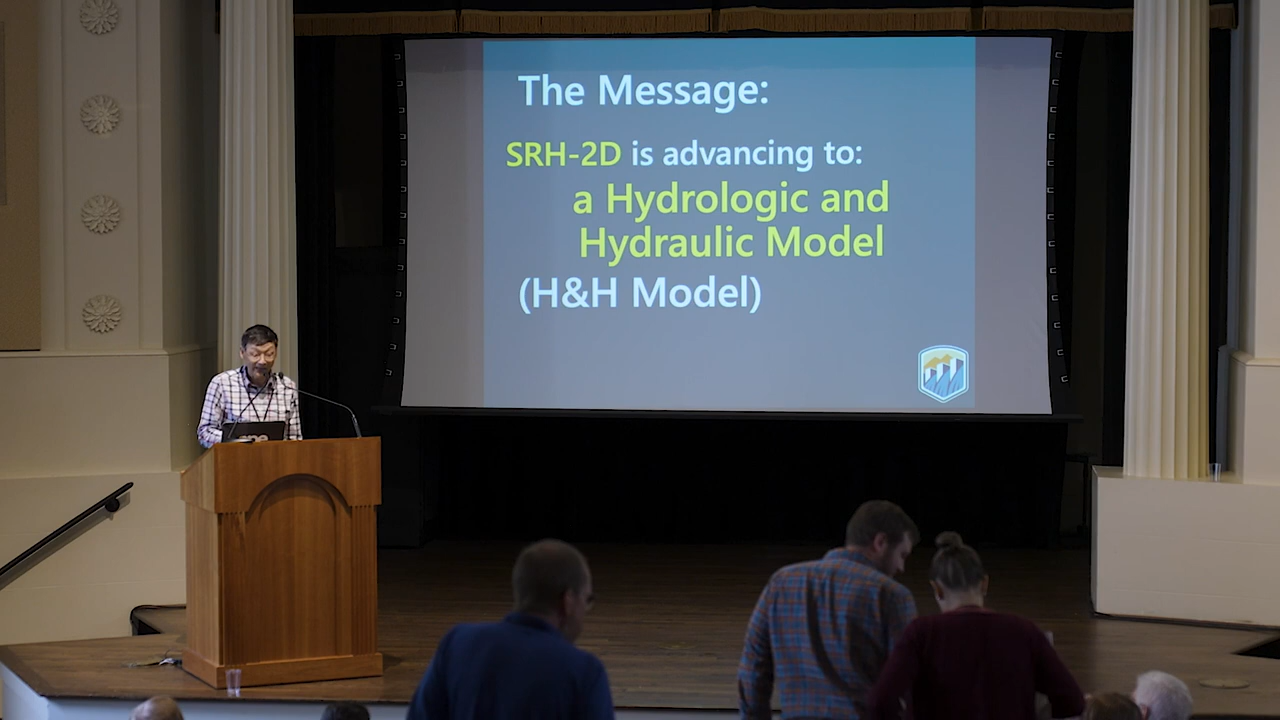 The Message:
SRH-2D is advancing to:
a Hydrologic and
Hydraulic Model
(H&H Model)